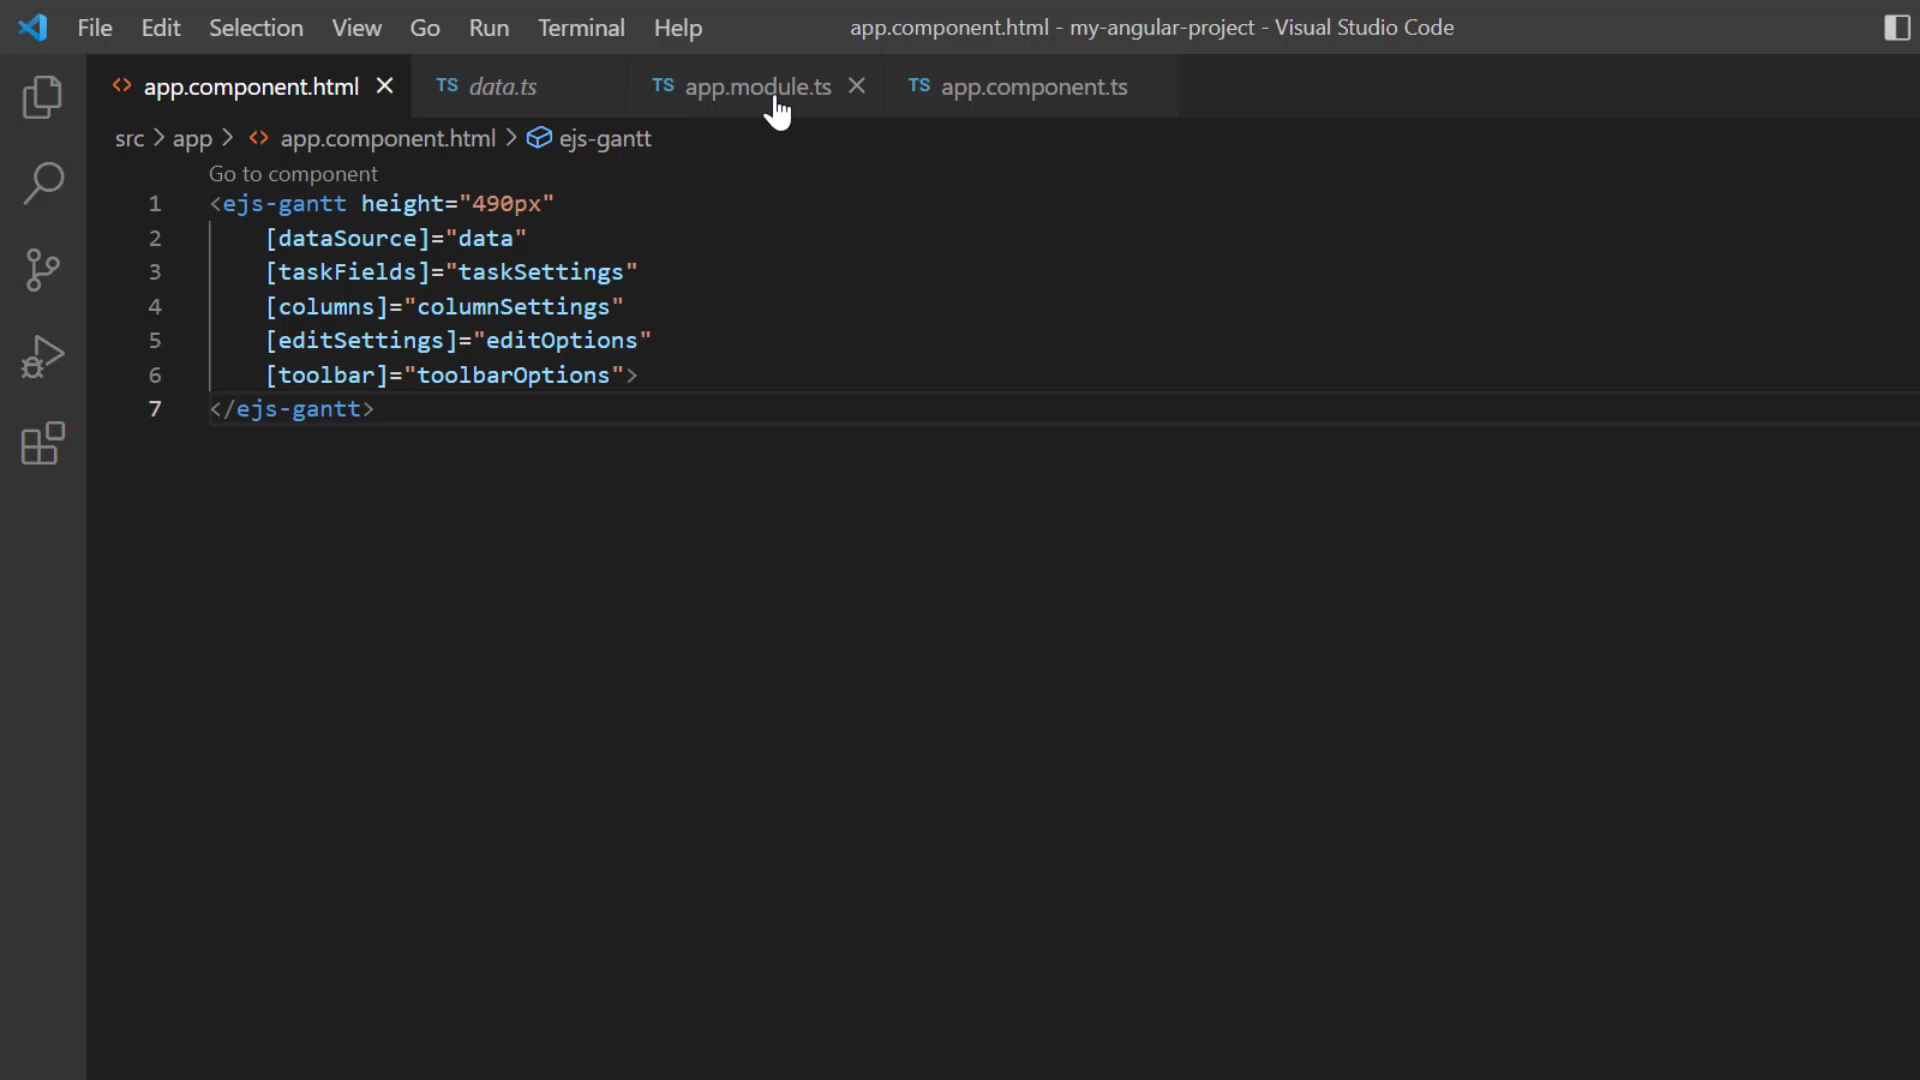 File Edit Selection View Go Run Terminal Help app.component.html - my-angular-project - Visual Studio Code
<> app.component.html TS data.ts TS app.module.ts TS app.component.ts
src > app > <> app.component.html > ejs-gantt
Go to component
1 <ejs-gantt height="490px"
2 [dataSource]="data"
3 [taskFields]="taskSettings"
4 [columns]="columnSettings"
5 [editSettings]="editOptions"
6 [toolbar]="toolbarOptions">
7 </ejs-gantt>